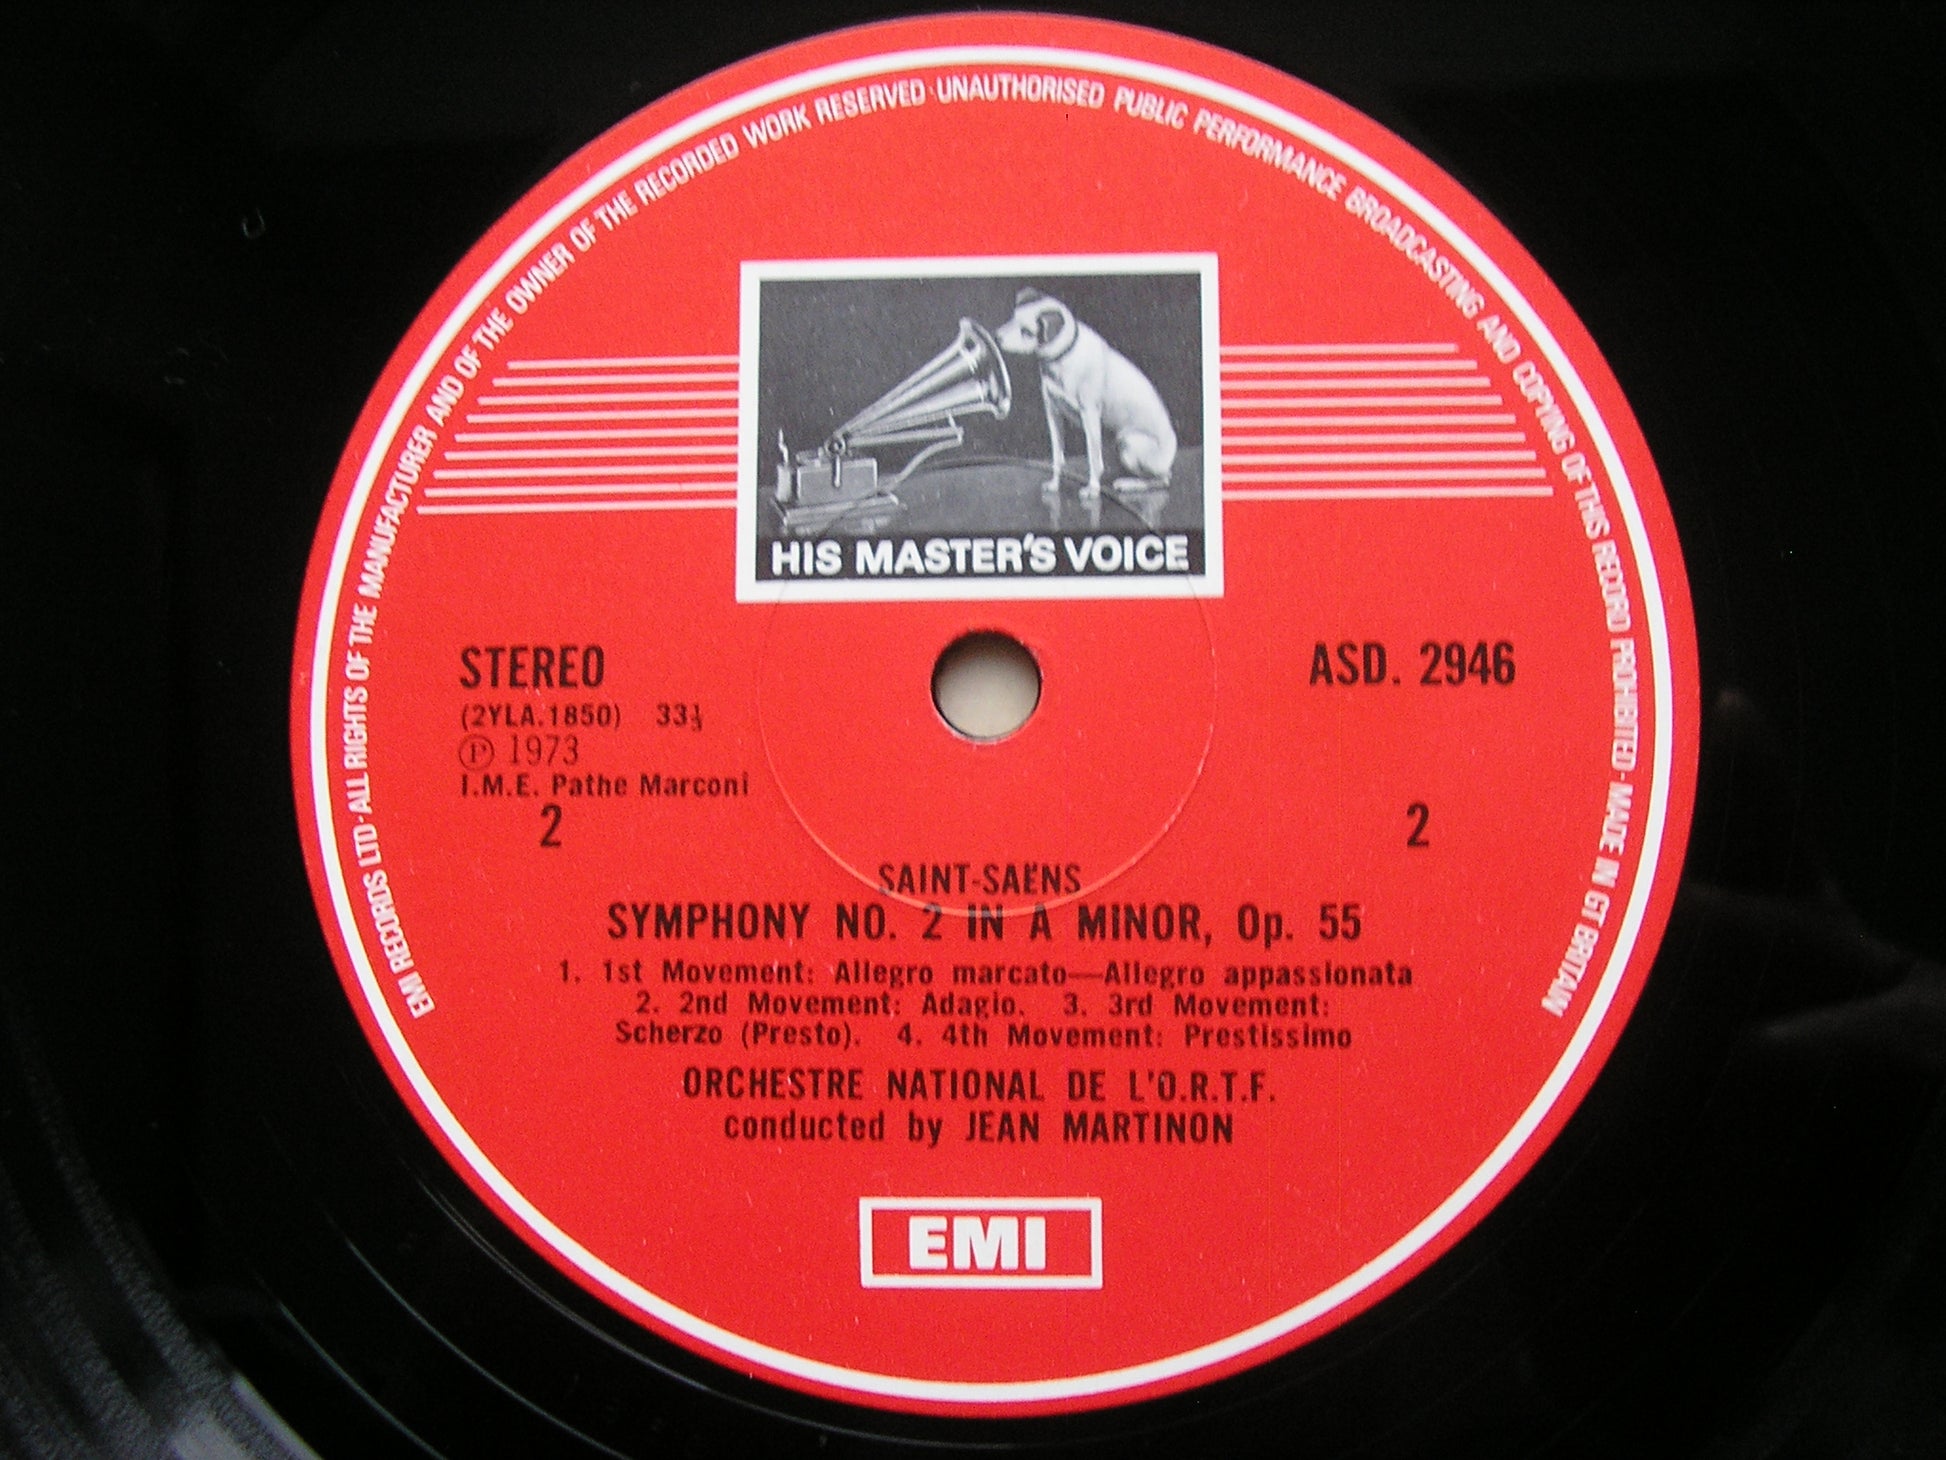 EMI RECORDS LTD·ALL RIGHTS OF THE MANUFACTURER AND OF THE OWNER OF THE RECORDED WORK RESERVED·UNAUTHORISED PUBLIC PERFORMANCE BROADCASTING AND COPYING OF THIS RECORD PROHIBITED·MADE IN GT BRITAIN
HIS MASTER'S VOICE
STEREO
ASD. 2946
(2YLA.1850) 33⅓
Ⓟ 1973
I.M.E. Pathe Marconi
2 2
SAINT-SAËNS
SYMPHONY NO. 2 IN A MINOR, Op. 55
1. 1st Movement: Allegro marcato—Allegro appassionata
2. 2nd Movement: Adagio. 3. 3rd Movement:
Scherzo (Presto). 4. 4th Movement: Prestissimo
ORCHESTRE NATIONAL DE L'O.R.T.F.
conducted by JEAN MARTINON
EMI